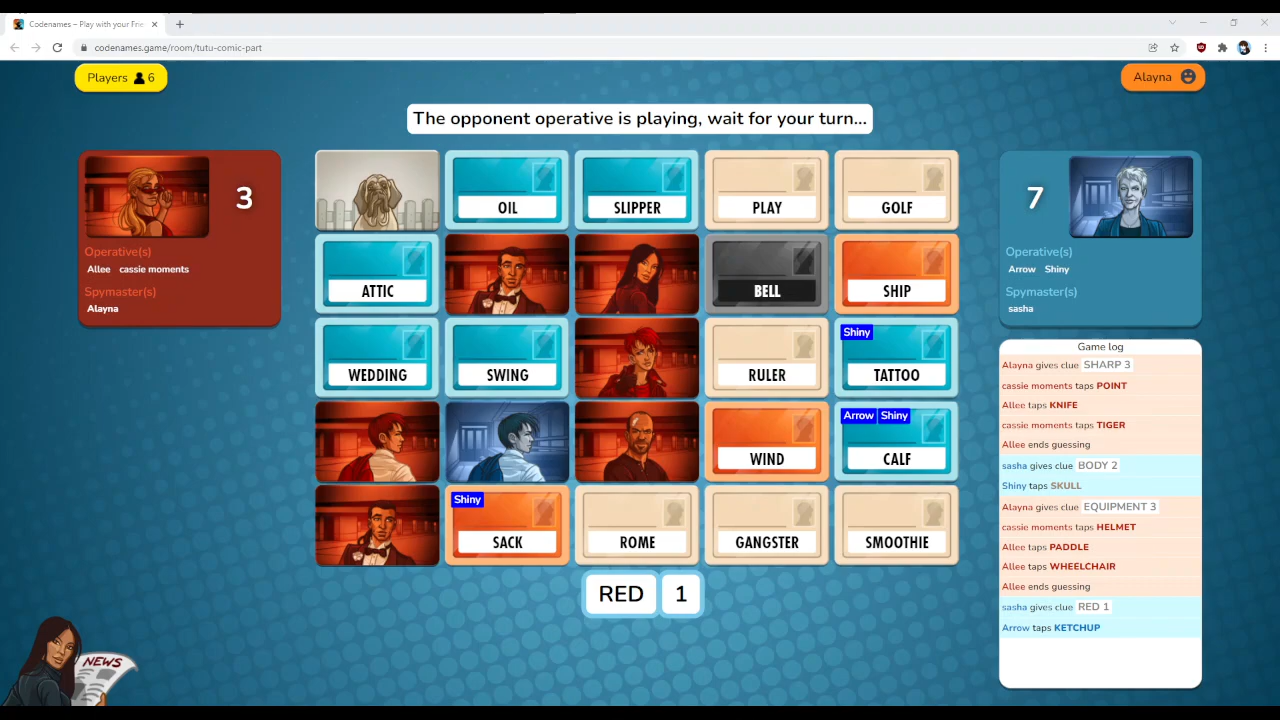 Codenames – Play with your Frie
codenames.game/room/tutu-comic-part
Players 6
Alayna
The opponent operative is playing, wait for your turn...
3
Operative(s)
Allee cassie moments
Spymaster(s)
Alayna
OIL
SLIPPER
PLAY
GOLF
ATTIC
BELL
SHIP
WEDDING
SWING
RULER
Shiny
TATTOO
WIND
Arrow Shiny
CALF
Shiny
SACK
ROME
GANGSTER
SMOOTHIE
RED 1
NEWS
7
Operative(s)
Arrow Shiny
Spymaster(s)
sasha
Game log
Alayna gives clue SHARP 3
cassie moments taps POINT
Allee taps KNIFE
cassie moments taps TIGER
Allee ends guessing
sasha gives clue BODY 2
Shiny taps SKULL
Alayna gives clue EQUIPMENT 3
cassie moments taps HELMET
Allee taps PADDLE
Allee taps WHEELCHAIR
Allee ends guessing
sasha gives clue RED 1
Arrow taps KETCHUP